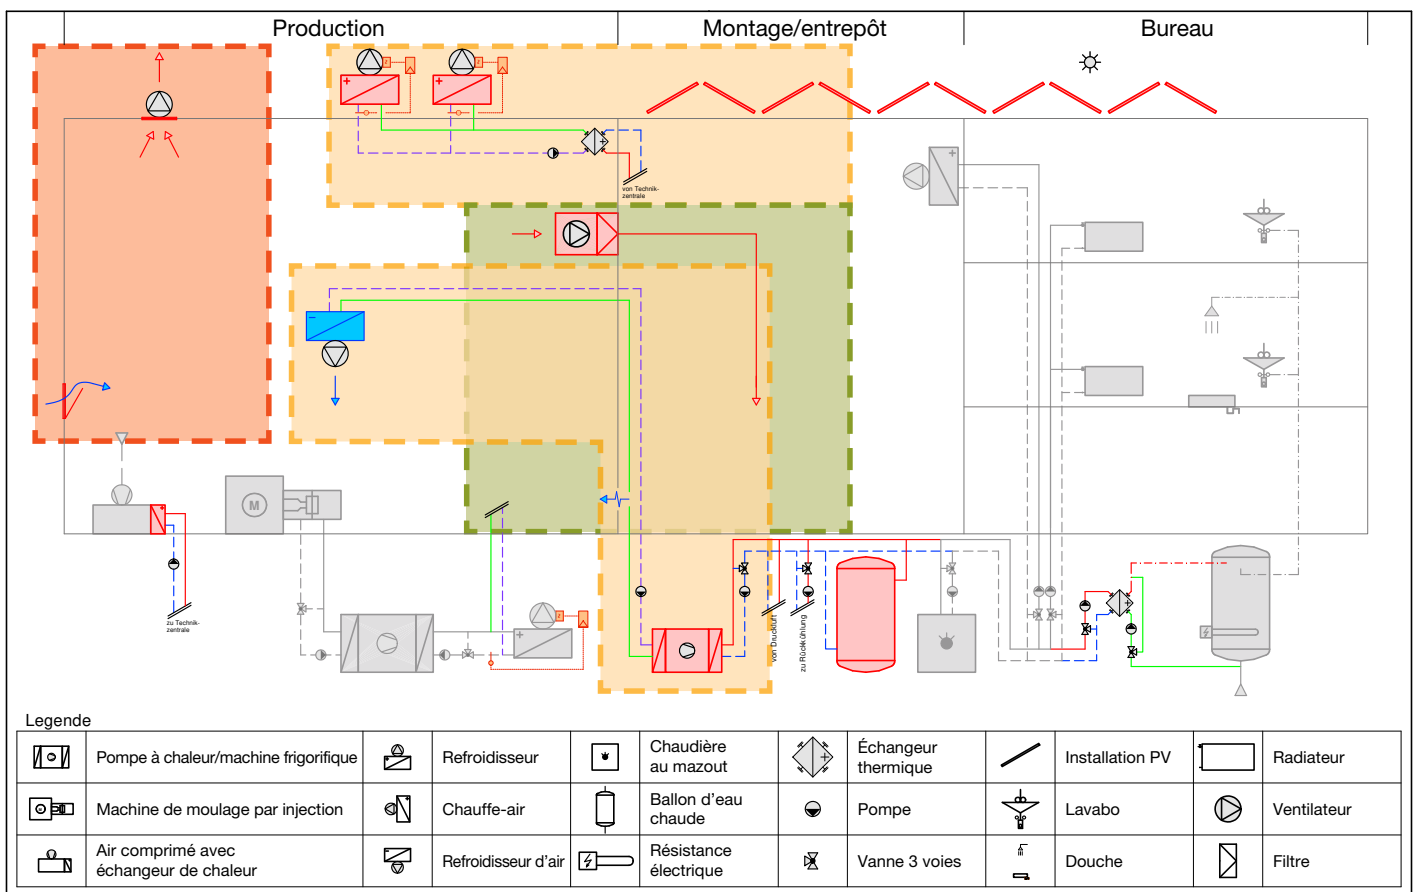 Production
Montage/entrepôt
Bureau
von Technik-
zentrale
M
zu Technik-
zentrale
von Druckluft
zu Rückkühlung
Legende
Pompe à chaleur/machine frigorifique
Refroidisseur
Chaudière
au mazout
Échangeur
thermique
Installation PV
Radiateur
Machine de moulage par injection
Chauffe-air
Ballon d'eau
chaude
Pompe
Lavabo
Ventilateur
Air comprimé avec
échangeur de chaleur
Refroidisseur d'air
Résistance
électrique
Vanne 3 voies
Douche
Filtre